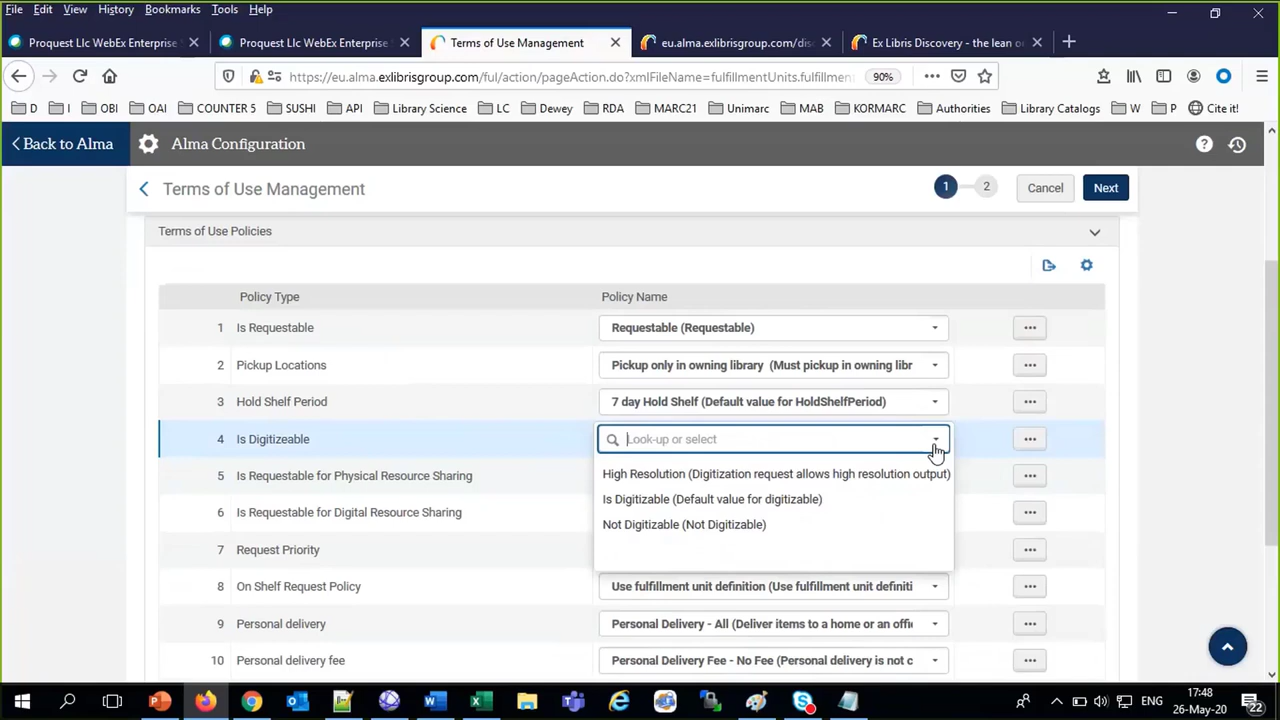 File Edit View History Bookmarks Tools Help
Proquest Llc WebEx Enterprise Proquest Llc WebEx Enterprise Terms of Use Management eu.alma.exlibrisgroup.com/dis Ex Libris Discovery - the lean
https://eu.alma.exlibrisgroup.com/ful/action/pageAction.do?xmlFileName=fulfillmentUnits.fulfillment 90%
D I OBI OAI COUNTER 5 SUSHI API Library Science LC Dewey RDA MARC21 Unimarc MAB KORMARC Authorities Library Catalogs W P Cite it!
Back to Alma Alma Configuration
Terms of Use Management 1 2 Cancel Next
Terms of Use Policies
Policy Type Policy Name
1 Is Requestable Requestable (Requestable)
2 Pickup Locations Pickup only in owning library (Must pickup in owning libr
3 Hold Shelf Period 7 day Hold Shelf (Default value for HoldShelfPeriod)
4 Is Digitizeable Look-up or select
High Resolution (Digitization request allows high resolution output)
5 Is Requestable for Physical Resource Sharing
Is Digitizable (Default value for digitizable)
6 Is Requestable for Digital Resource Sharing
Not Digitizable (Not Digitizable)
7 Request Priority
8 On Shelf Request Policy Use fulfillment unit definition (Use fulfillment unit definiti
9 Personal delivery Personal Delivery - All (Deliver items to a home or an offic
10 Personal delivery fee Personal Delivery Fee - No Fee (Personal delivery is not c
ENG
17:48
26-May-20
22